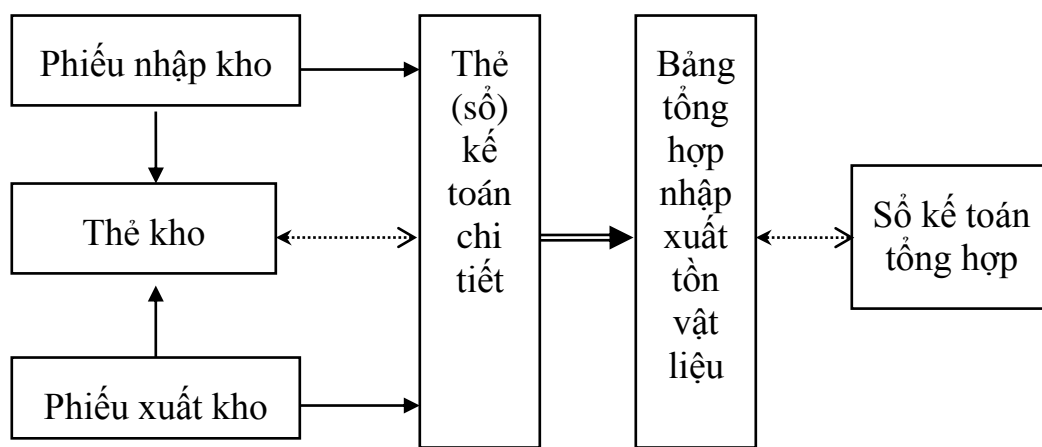 Phiếu nhập kho
Thẻ kho
Phiếu xuất kho
Thẻ
(sổ)
kế
toán
chi
tiết
Bảng
tổng
hợp
nhập
xuất
tồn
vật
liệu
Sổ kế toán
tổng hợp